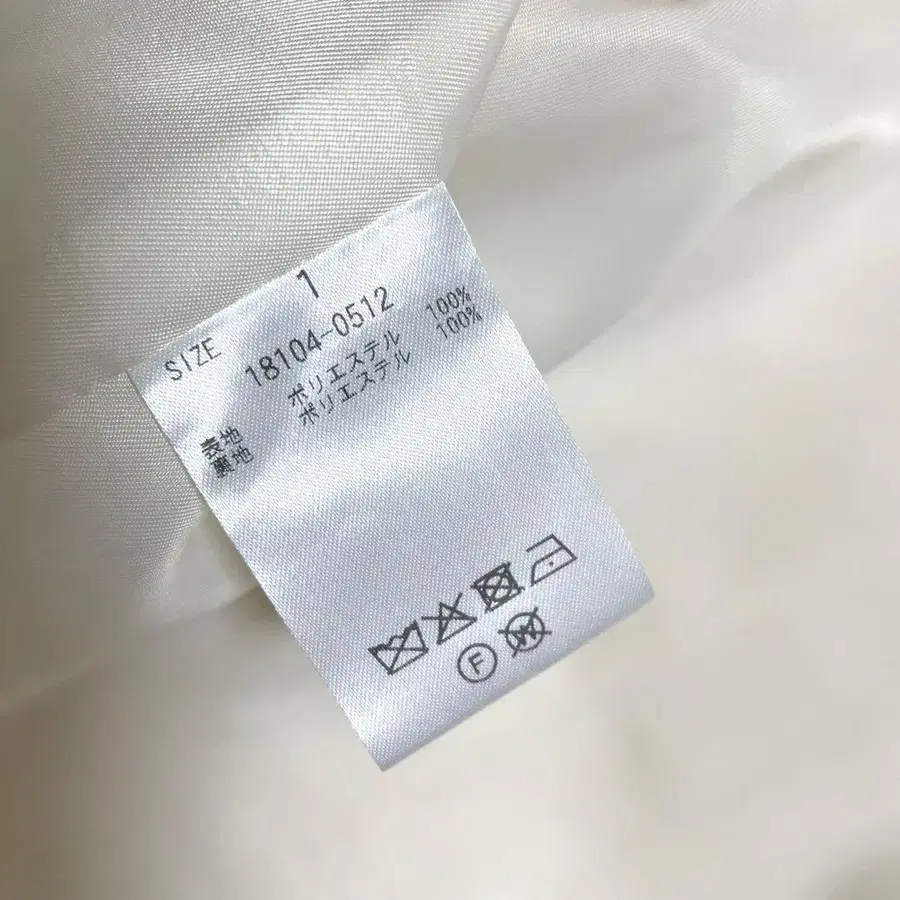 SIZE 1
18104-0512
表地 ポリエステル 100%
裏地 ポリエステル 100%
F W